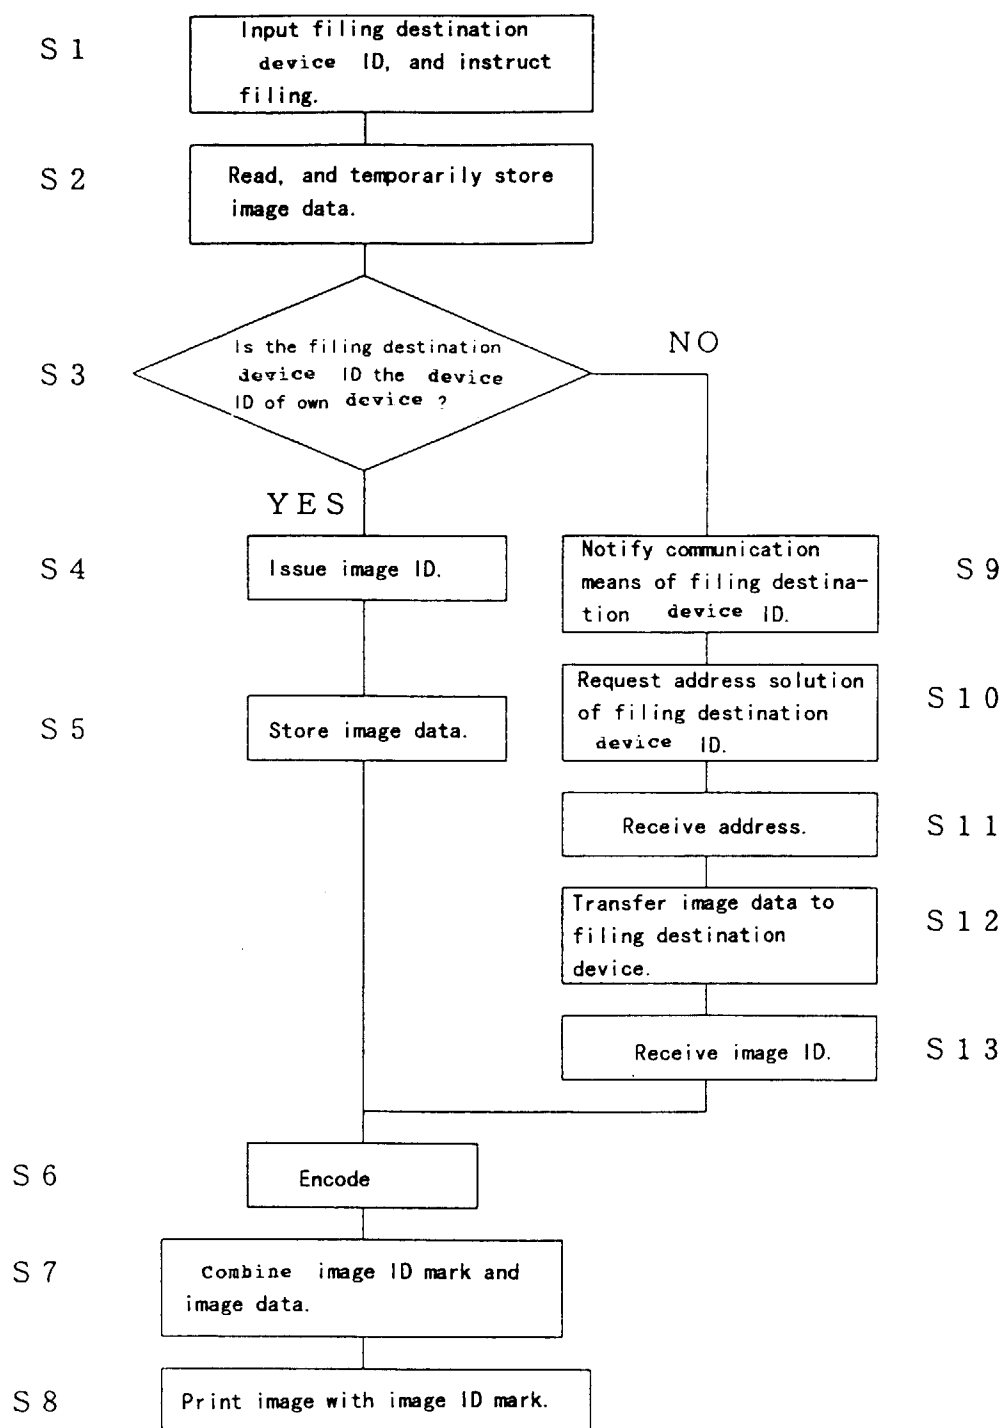 S 1
Input filing destination
device ID, and instruct
filing.
S 2
Read, and temporarily store
image data.
S 3
Is the filing destination
device ID the device
ID of own device ?
NO
YES
S 4
Issue image ID.
S 5
Store image data.
Notify communication
means of filing destina-
tion device ID.
S 9
Request address solution
of filing destination
device ID.
S 1 0
Receive address.
S 1 1
Transfer image data to
filing destination
device.
S 1 2
Receive image ID.
S 1 3
S 6
Encode
S 7
Combine image ID mark and
image data.
S 8
Print image with image ID mark.